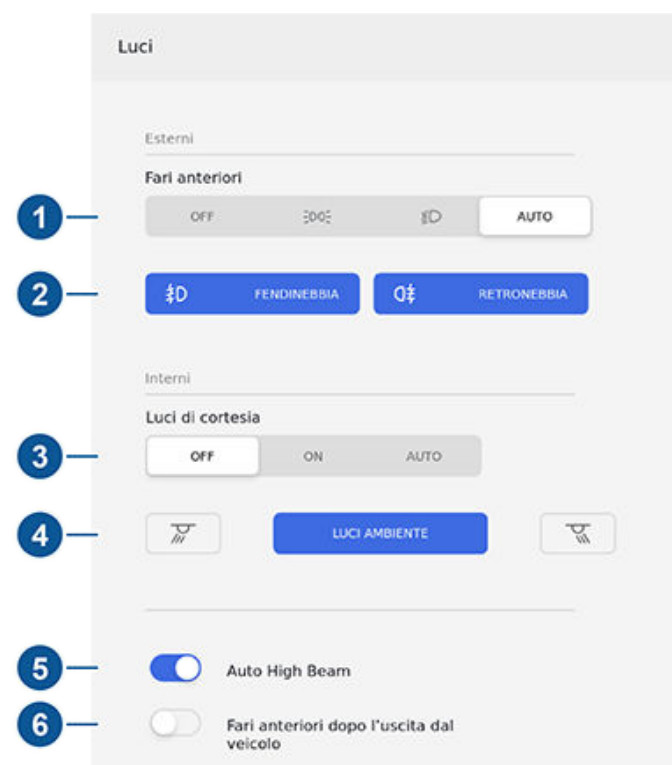 Luci
Esterni
Fari anteriori
1
OFF
AUTO
2
FENDINEBBIA
RETRONEBBIA
Interni
Luci di cortesia
3
OFF
ON
AUTO
4
LUCI AMBIENTE
5
Auto High Beam
6
Fari anteriori dopo l'uscita dal
veicolo